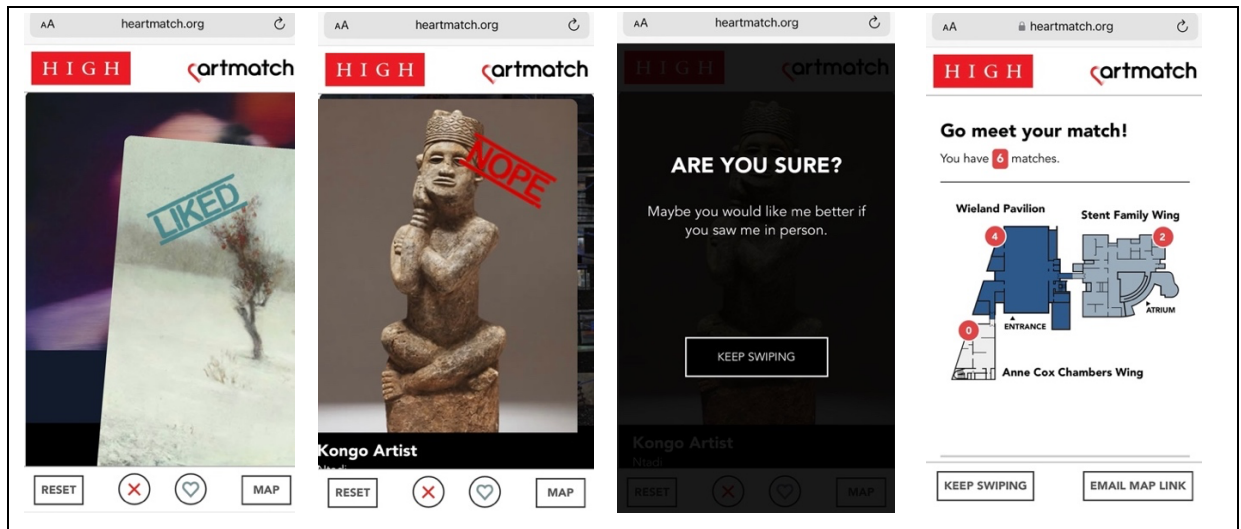 AA heartmatch.org
HIGH artmatch
LIKED
RESET MAP
AA heartmatch.org
HIGH artmatch
NOPE
Kongo Artist
Ntadi
RESET MAP
AA heartmatch.org
HIGH artmatch
ARE YOU SURE?
Maybe you would like me better if
you saw me in person.
KEEP SWIPING
Kongo Artist
Ntadi
RESET MAP
AA heartmatch.org
HIGH artmatch
Go meet your match!
You have 6 matches.
Wieland Pavilion
Stent Family Wing
4
2
ATRIUM
0
ENTRANCE
Anne Cox Chambers Wing
KEEP SWIPING EMAIL MAP LINK